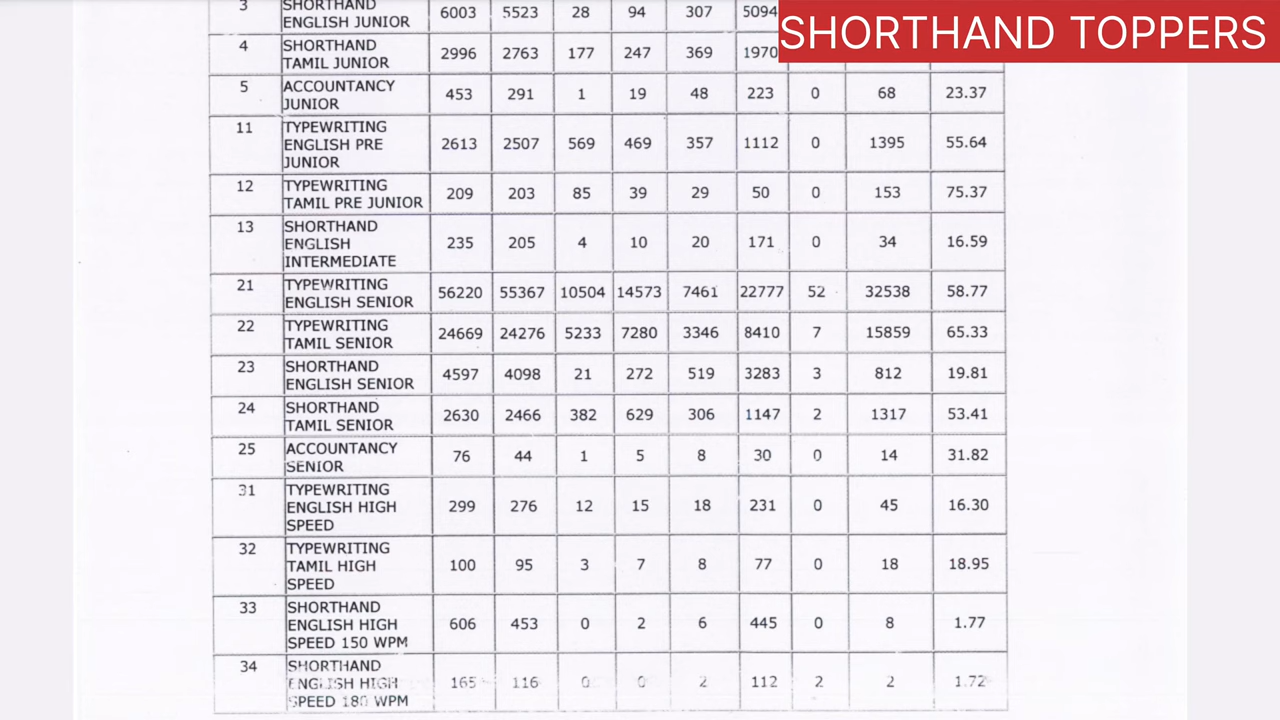 SHORTHAND TOPPERS
3 SHORTHAND ENGLISH JUNIOR 6003 5523 28 94 307 5094
4 SHORTHAND TAMIL JUNIOR 2996 2763 177 247 369 1970
5 ACCOUNTANCY JUNIOR 453 291 1 19 48 223 0 68 23.37
11 TYPEWRITING ENGLISH PRE JUNIOR 2613 2507 569 469 357 1112 0 1395 55.64
12 TYPEWRITING TAMIL PRE JUNIOR 209 203 85 39 29 50 0 153 75.37
13 SHORTHAND ENGLISH INTERMEDIATE 235 205 4 10 20 171 0 34 16.59
21 TYPEWRITING ENGLISH SENIOR 56220 55367 10504 14573 7461 22777 52 32538 58.77
22 TYPEWRITING TAMIL SENIOR 24669 24276 5233 7280 3346 8410 7 15859 65.33
23 SHORTHAND ENGLISH SENIOR 4597 4098 21 272 519 3283 3 812 19.81
24 SHORTHAND TAMIL SENIOR 2630 2466 382 629 306 1147 2 1317 53.41
25 ACCOUNTANCY SENIOR 76 44 1 5 8 30 0 14 31.82
31 TYPEWRITING ENGLISH HIGH SPEED 299 276 12 15 18 231 0 45 16.30
32 TYPEWRITING TAMIL HIGH SPEED 100 95 3 7 8 77 0 18 18.95
33 SHORTHAND ENGLISH HIGH SPEED 150 WPM 606 453 0 2 6 445 0 8 1.77
34 SHORTHAND ENGLISH HIGH SPEED 180 WPM 165 116 0 0 2 112 2 2 1.72